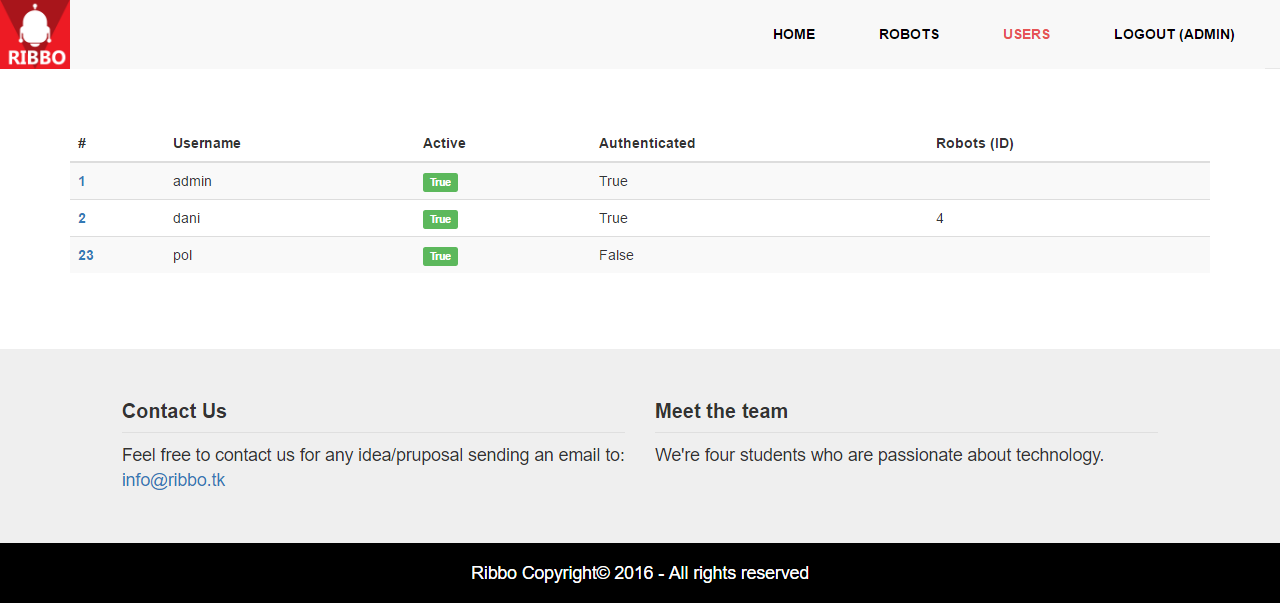 RIBBO
HOME ROBOTS USERS LOGOUT (ADMIN)
# Username Active Authenticated Robots (ID)
1 admin True True
2 dani True True 4
23 pol True False
Contact Us
Feel free to contact us for any idea/pruposal sending an email to:
info@ribbo.tk
Meet the team
We're four students who are passionate about technology.
Ribbo Copyright© 2016 - All rights reserved